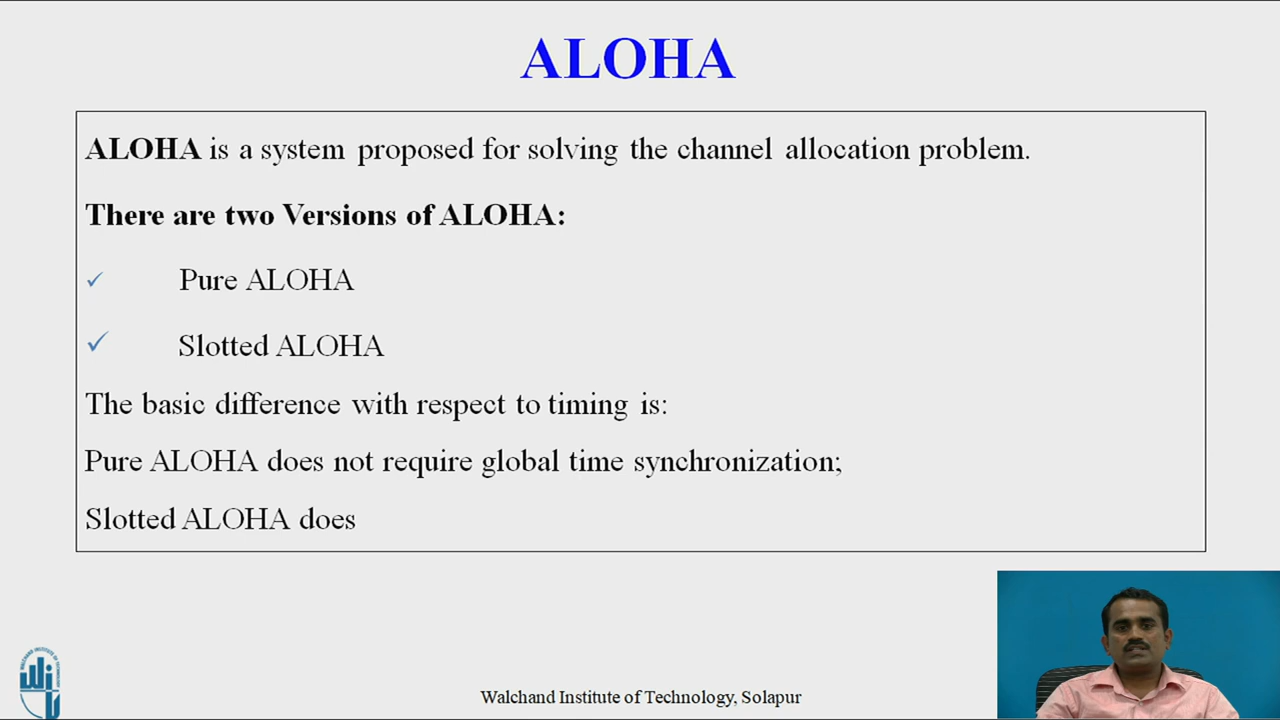 ALOHA
ALOHA is a system proposed for solving the channel allocation problem.
There are two Versions of ALOHA:
Pure ALOHA
Slotted ALOHA
The basic difference with respect to timing is:
Pure ALOHA does not require global time synchronization;
Slotted ALOHA does
Walchand Institute of Technology, Solapur